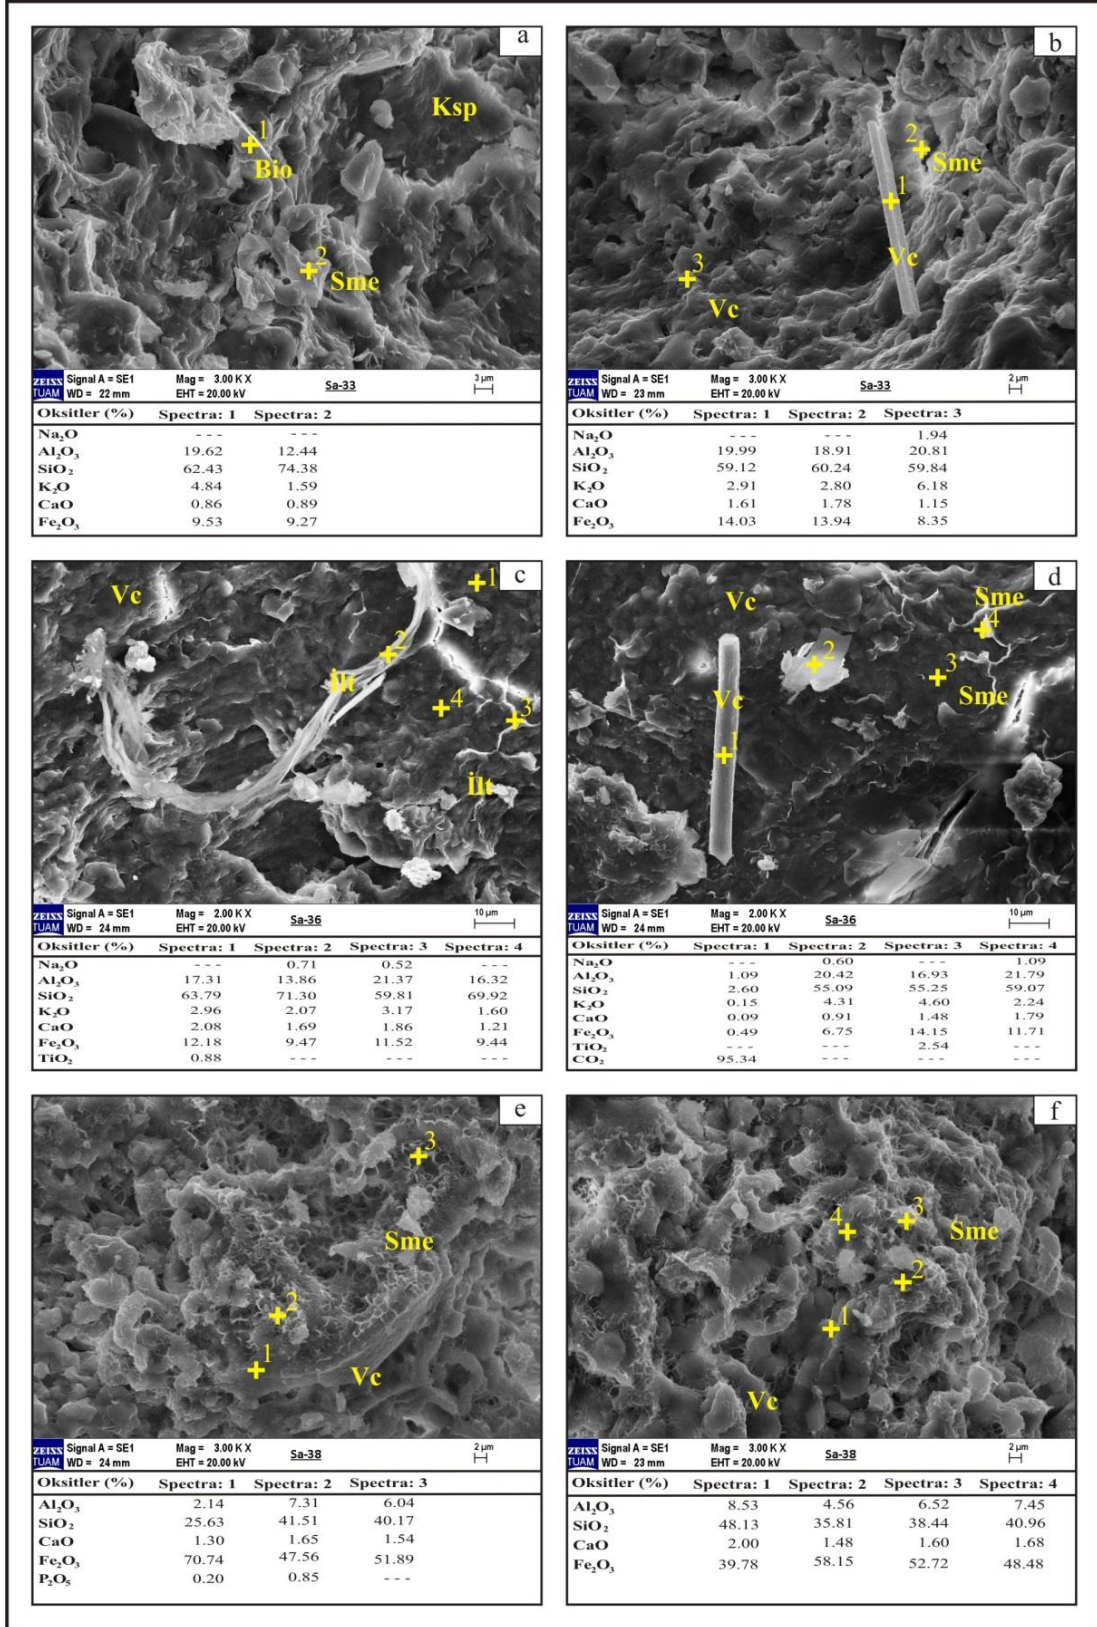 a
Ksp
1
Bio
2
Sme
ZEISS
TUAM
Signal A = SE1 Mag = 3.00 K X Sa-33 3 µm
WD = 22 mm EHT = 20.00 kV
Oksitler (%) Spectra: 1 Spectra: 2
Na₂O - - - - - -
Al₂O₃ 19.62 12.44
SiO₂ 62.43 74.38
K₂O 4.84 1.59
CaO 0.86 0.89
Fe₂O₃ 9.53 9.27
b
2
Sme
1
Vc
3
Vc
ZEISS
TUAM
Signal A = SE1 Mag = 3.00 K X Sa-33 2 µm
WD = 23 mm EHT = 20.00 kV
Oksitler (%) Spectra: 1 Spectra: 2 Spectra: 3
Na₂O - - - - - - 1.94
Al₂O₃ 19.99 18.91 20.81
SiO₂ 59.12 60.24 59.84
K₂O 2.91 2.80 6.18
CaO 1.61 1.78 1.15
Fe₂O₃ 14.03 13.94 8.35
c
1
Vc
2
İlt
4
3
İlt
ZEISS
TUAM
Signal A = SE1 Mag = 2.00 K X Sa-36 10 µm
WD = 24 mm EHT = 20.00 kV
Oksitler (%) Spectra: 1 Spectra: 2 Spectra: 3 Spectra: 4
Na₂O - - - 0.71 0.52 - - -
Al₂O₃ 17.31 13.86 21.37 16.32
SiO₂ 63.79 71.30 59.81 69.92
K₂O 2.96 2.07 3.17 1.60
CaO 2.08 1.69 1.86 1.21
Fe₂O₃ 12.18 9.47 11.52 9.44
TiO₂ 0.88 - - - - - - - - -
d
Vc
Sme
4
2
3
Sme
Vc
1
ZEISS
TUAM
Signal A = SE1 Mag = 2.00 K X Sa-36 10 µm
WD = 24 mm EHT = 20.00 kV
Oksitler (%) Spectra: 1 Spectra: 2 Spectra: 3 Spectra: 4
Na₂O - - - 0.60 - - - 1.09
Al₂O₃ 1.09 20.42 16.93 21.79
SiO₂ 2.60 55.09 55.25 59.07
K₂O 0.15 4.31 4.60 2.24
CaO 0.09 0.91 1.48 1.79
Fe₂O₃ 0.49 6.75 14.15 11.71
TiO₂ - - - - - - 2.54 - - -
CO₂ 95.34 - - - - - - - - -
e
3
Sme
2
1
Vc
ZEISS
TUAM
Signal A = SE1 Mag = 3.00 K X Sa-38 2 µm
WD = 24 mm EHT = 20.00 kV
Oksitler (%) Spectra: 1 Spectra: 2 Spectra: 3
Al₂O₃ 2.14 7.31 6.04
SiO₂ 25.63 41.51 40.17
CaO 1.30 1.65 1.54
Fe₂O₃ 70.74 47.56 51.89
P₂O₅ 0.20 0.85 - - -
f
3
4
Sme
2
1
Vc
ZEISS
TUAM
Signal A = SE1 Mag = 3.00 K X Sa-38 2 µm
WD = 23 mm EHT = 20.00 kV
Oksitler (%) Spectra: 1 Spectra: 2 Spectra: 3 Spectra: 4
Al₂O₃ 8.53 4.56 6.52 7.45
SiO₂ 48.13 35.81 38.44 40.96
CaO 2.00 1.48 1.60 1.68
Fe₂O₃ 39.78 58.15 52.72 48.48